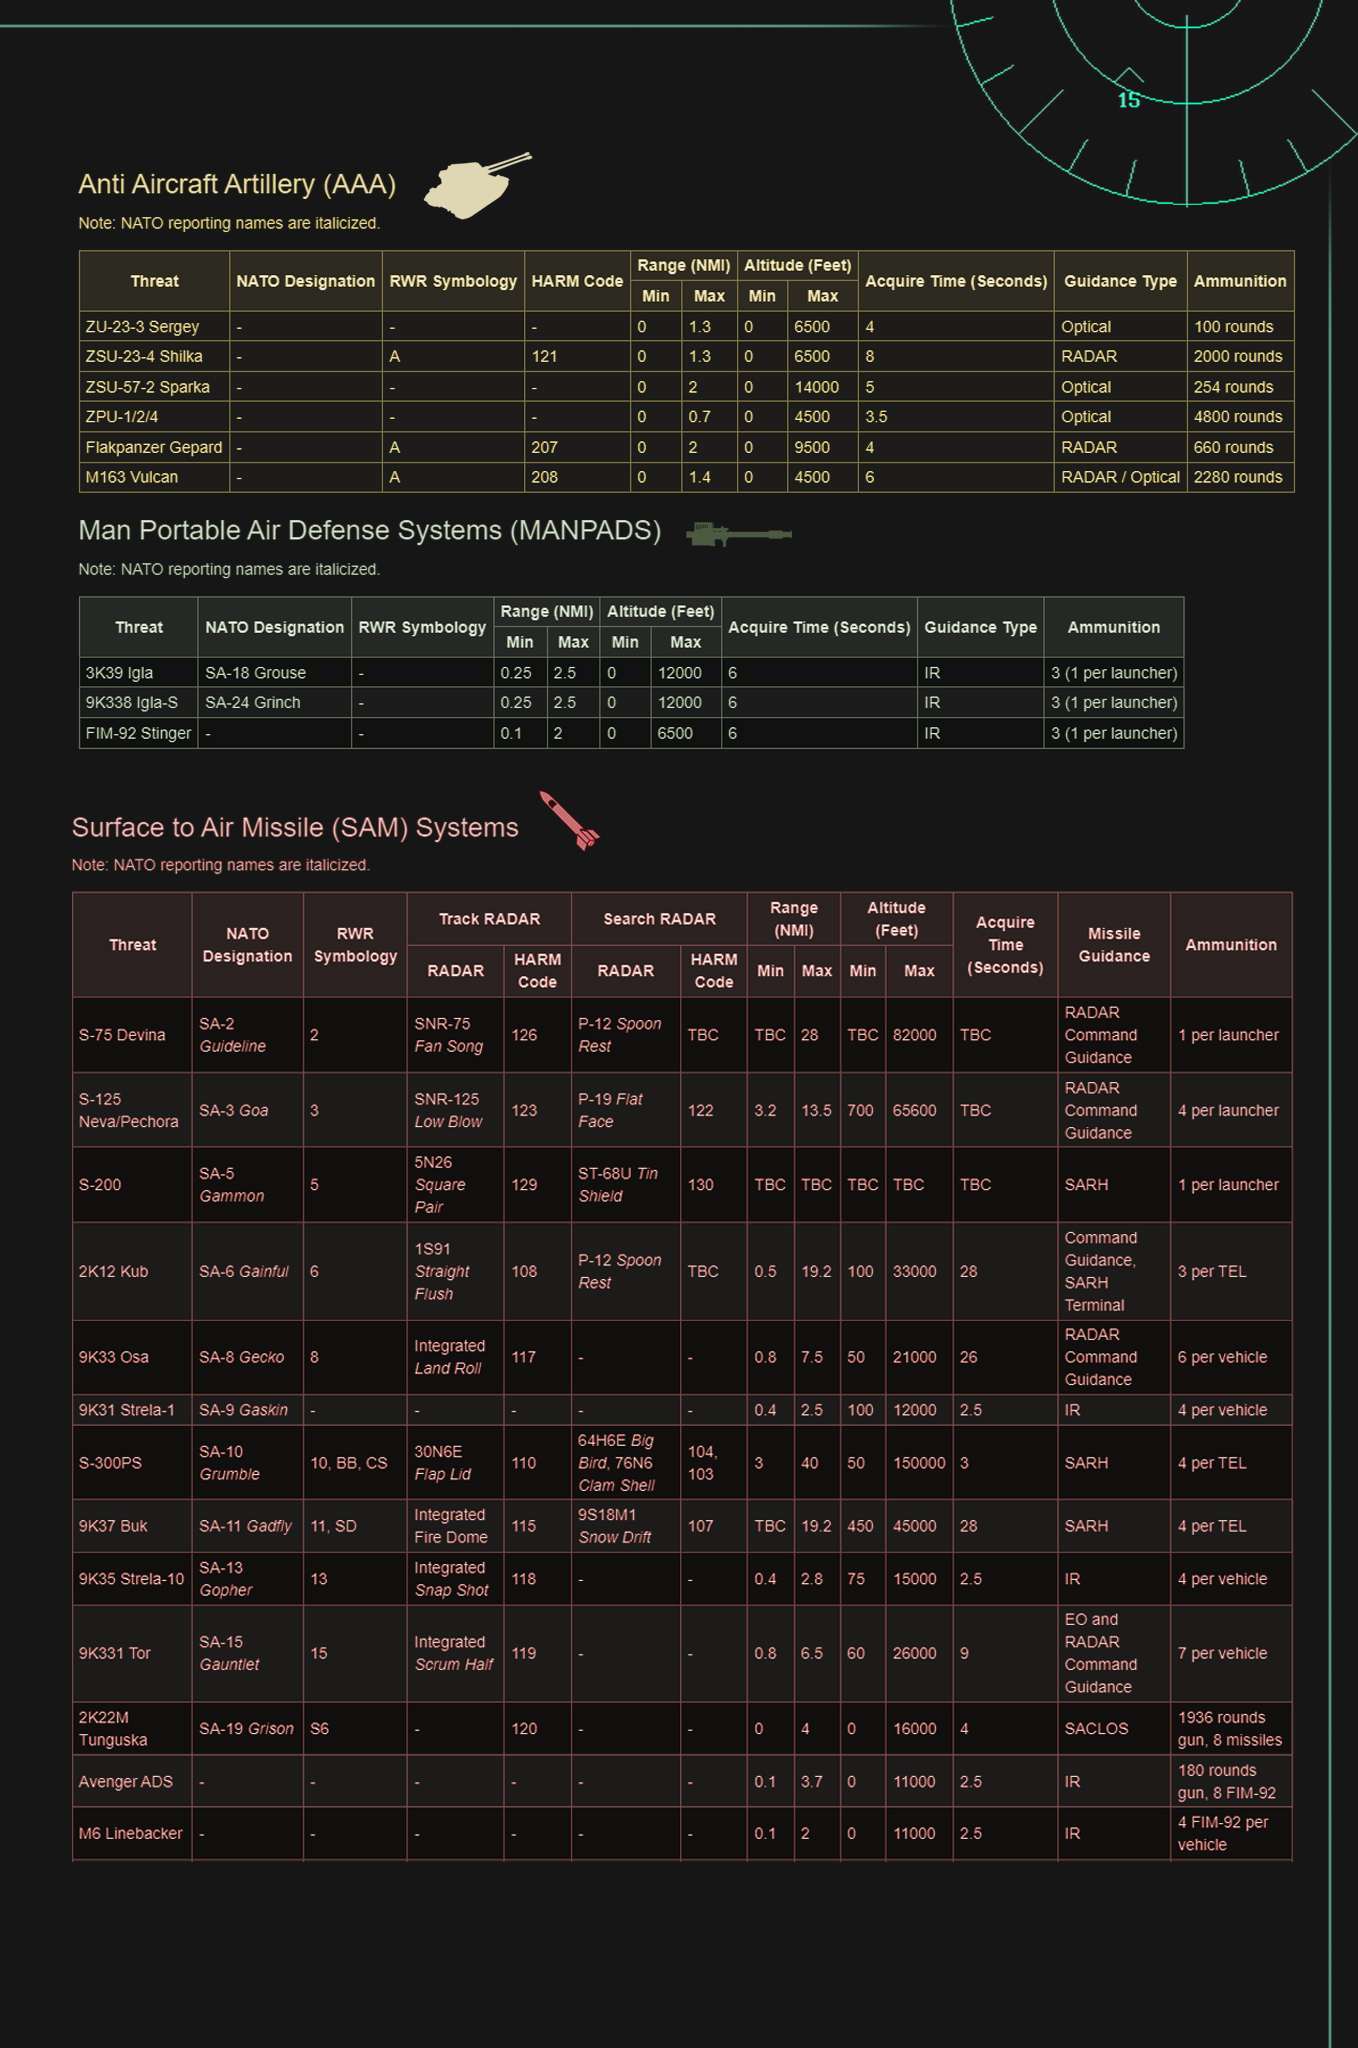 15
Anti Aircraft Artillery (AAA)
Note: NATO reporting names are italicized.
Threat NATO Designation RWR Symbology HARM Code Range (NMI) Altitude (Feet) Acquire Time (Seconds) Guidance Type Ammunition
Min Max Min Max
ZU-23-3 Sergey - - - 0 1.3 0 6500 4 Optical 100 rounds
ZSU-23-4 Shilka - A 121 0 1.3 0 6500 8 RADAR 2000 rounds
ZSU-57-2 Sparka - - - 0 2 0 14000 5 Optical 254 rounds
ZPU-1/2/4 - - - 0 0.7 0 4500 3.5 Optical 4800 rounds
Flakpanzer Gepard - A 207 0 2 0 9500 4 RADAR 660 rounds
M163 Vulcan - A 208 0 1.4 0 4500 6 RADAR / Optical 2280 rounds
Man Portable Air Defense Systems (MANPADS)
Note: NATO reporting names are italicized.
Threat NATO Designation RWR Symbology Range (NMI) Altitude (Feet) Acquire Time (Seconds) Guidance Type Ammunition
Min Max Min Max
3K39 Igla SA-18 Grouse - 0.25 2.5 0 12000 6 IR 3 (1 per launcher)
9K338 Igla-S SA-24 Grinch - 0.25 2.5 0 12000 6 IR 3 (1 per launcher)
FIM-92 Stinger - - 0.1 2 0 6500 6 IR 3 (1 per launcher)
Surface to Air Missile (SAM) Systems
Note: NATO reporting names are italicized.
Threat NATO Designation RWR Symbology Track RADAR Search RADAR Range (NMI) Altitude (Feet) Acquire Time (Seconds) Missile Guidance Ammunition
RADAR HARM Code RADAR HARM Code Min Max Min Max
S-75 Devina SA-2 Guideline 2 SNR-75 Fan Song 126 P-12 Spoon Rest TBC TBC 28 TBC 82000 TBC RADAR Command Guidance 1 per launcher
S-125 Neva/Pechora SA-3 Goa 3 SNR-125 Low Blow 123 P-19 Flat Face 122 3.2 13.5 700 65600 TBC RADAR Command Guidance 4 per launcher
S-200 SA-5 Gammon 5 5N26 Square Pair 129 ST-68U Tin Shield 130 TBC TBC TBC TBC TBC SARH 1 per launcher
2K12 Kub SA-6 Gainful 6 1S91 Straight Flush 108 P-12 Spoon Rest TBC 0.5 19.2 100 33000 28 Command Guidance, SARH Terminal 3 per TEL
9K33 Osa SA-8 Gecko 8 Integrated Land Roll 117 - - 0.8 7.5 50 21000 26 RADAR Command Guidance 6 per vehicle
9K31 Strela-1 SA-9 Gaskin - - - - - 0.4 2.5 100 12000 2.5 IR 4 per vehicle
S-300PS SA-10 Grumble 10, BB, CS 30N6E Flap Lid 110 64H6E Big Bird, 76N6 Clam Shell 104, 103 3 40 50 150000 3 SARH 4 per TEL
9K37 Buk SA-11 Gadfly 11, SD Integrated Fire Dome 115 9S18M1 Snow Drift 107 TBC 19.2 450 45000 28 SARH 4 per TEL
9K35 Strela-10 SA-13 Gopher 13 Integrated Snap Shot 118 - - 0.4 2.8 75 15000 2.5 IR 4 per vehicle
9K331 Tor SA-15 Gauntlet 15 Integrated Scrum Half 119 - - 0.8 6.5 60 26000 9 EO and RADAR Command Guidance 7 per vehicle
2K22M Tunguska SA-19 Grison S6 - 120 - - 0 4 0 16000 4 SACLOS 1936 rounds gun, 8 missiles
Avenger ADS - - - - - - 0.1 3.7 0 11000 2.5 IR 180 rounds gun, 8 FIM-92
M6 Linebacker - - - - - - 0.1 2 0 11000 2.5 IR 4 FIM-92 per vehicle